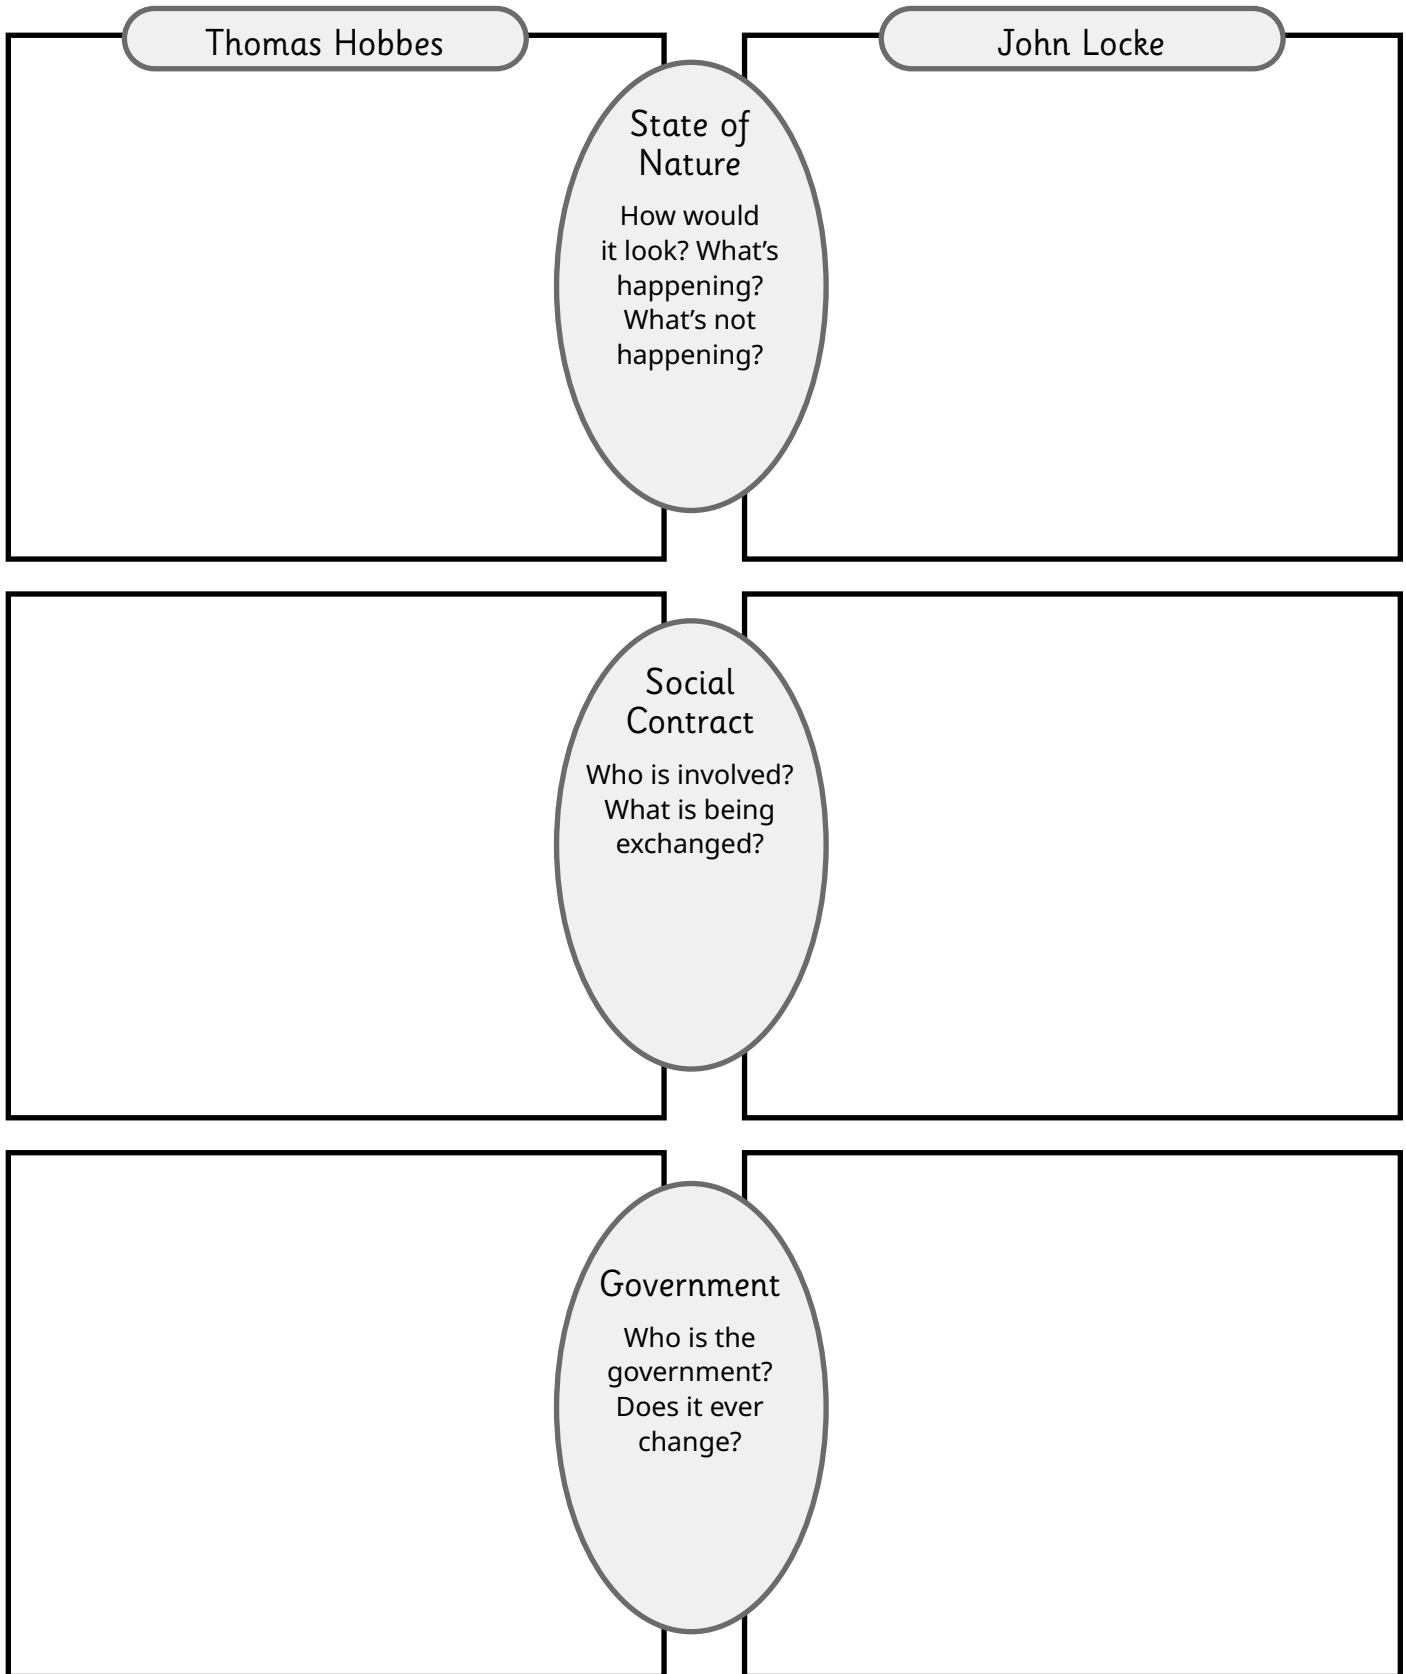 Thomas Hobbes
John Locke
State of
Nature
How would
it look? What’s
happening?
What’s not
happening?
Social
Contract
Who is involved?
What is being
exchanged?
Government
Who is the
government?
Does it ever
change?